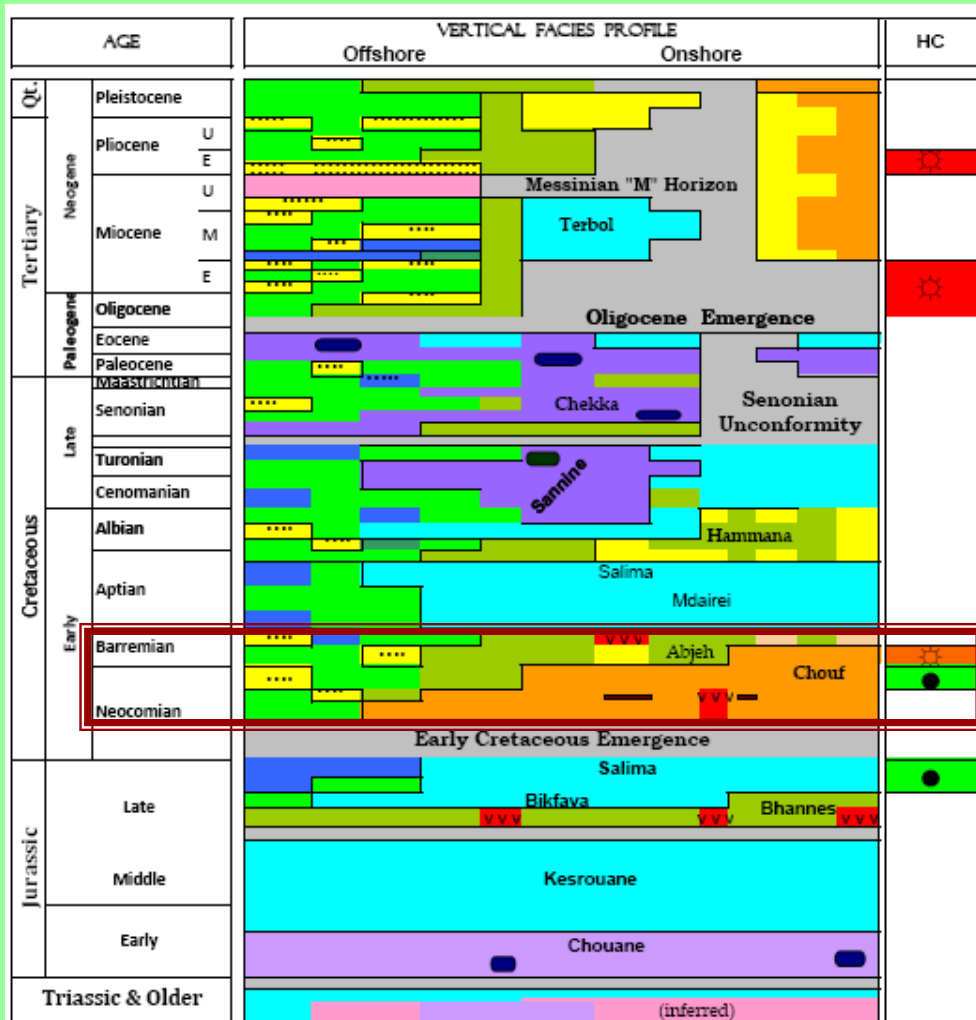 AGE
VERTICAL FACIES PROFILE
HC
Offshore
Onshore
Qt.
Pleistocene
Tertiary
Neogene
Pliocene
U
E
Messinian "M" Horizon
Miocene
U
M
E
Terbol
Paleogene
Oligocene
Oligocene Emergence
Eocene
Paleocene
Cretaceous
Late
Maastrichtian
Senonian
Chekka
Senonian
Unconformity
Turonian
Sannine
Cenomanian
Early
Albian
Hammana
Aptian
Salima
Mdairei
Barremian
v v v
Abjeh
Chouf
Neocomian
v v v
Early Cretaceous Emergence
Jurassic
Salima
Late
Bikfaya
Bhannes
v v v
v v v
v v v
Middle
Kesrouane
Early
Chouane
Triassic & Older
(inferred)